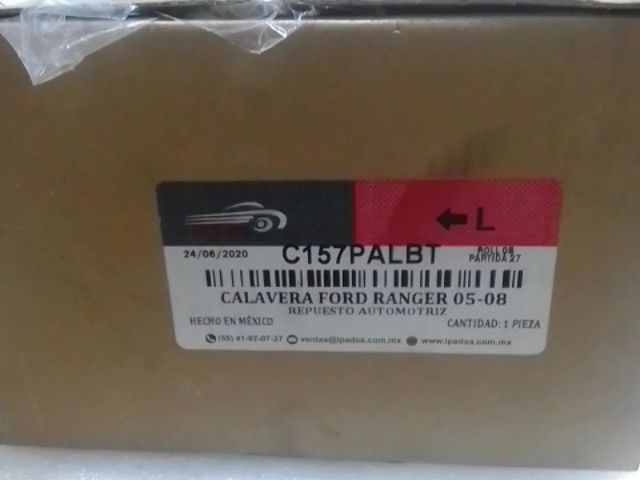 ← L
24/06/2020
C157PALBT
ROLL 08
PARTIDA 27
CALAVERA FORD RANGER 05-08
REPUESTO AUTOMOTRIZ
HECHO EN MÉXICO
CANTIDAD: 1 PIEZA
(55) 41-97-07-27 ventas@ipadsa.com.mx www.ipadsa.com.mx